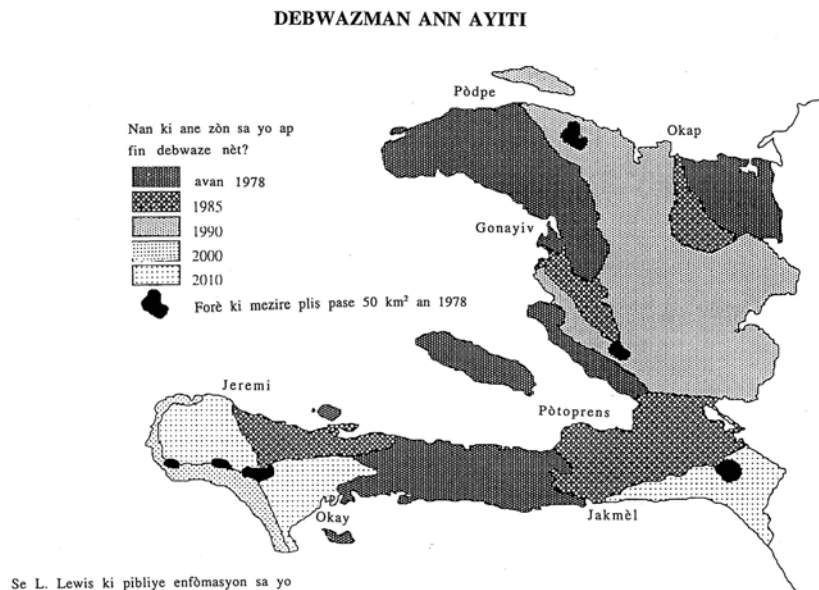 DEBWAZMAN ANN AYITI
Nan ki ane zòn sa yo ap
fin debwaze nèt?
avan 1978
1985
1990
2000
2010
Forè ki mezire plis pase 50 km² an 1978
Pòdpe
Okap
Gonayiv
Jeremi
Pòtoprens
Okay
Jakmèl
Se L. Lewis ki pibliye enfòmasyon sa yo